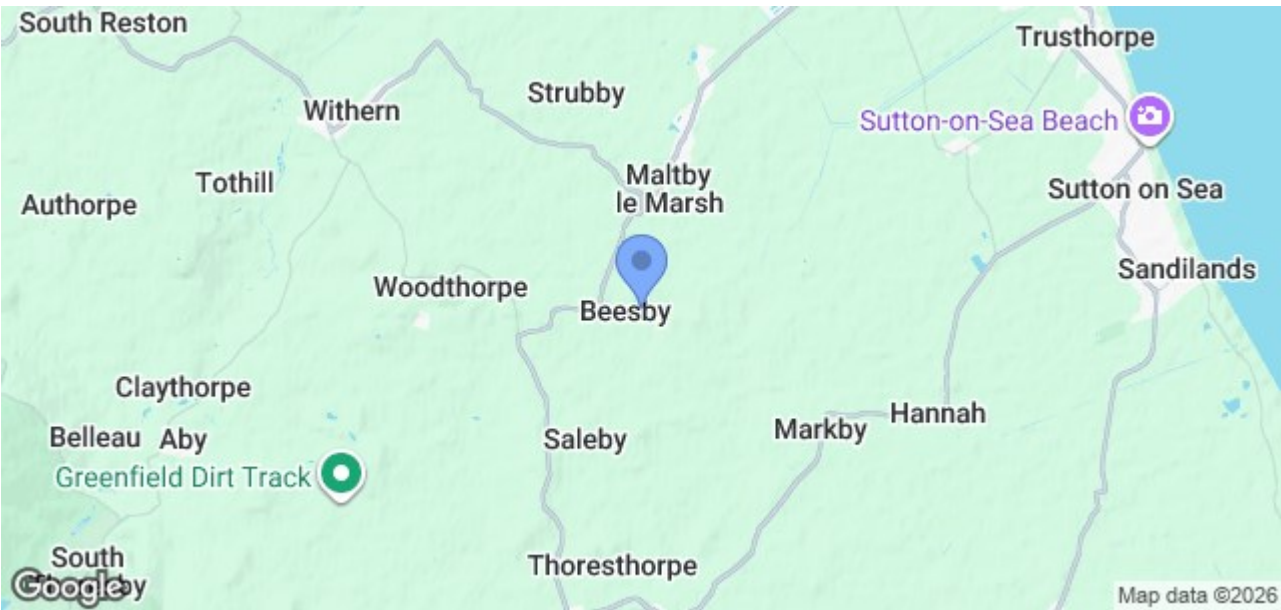 South Reston
Trusthorpe
Strubby
Withern
Sutton-on-Sea Beach
Maltby
le Marsh
Tothill
Sutton on Sea
Authorpe
Sandilands
Woodthorpe
Beesby
Claythorpe
Hannah
Markby
Belleau
Aby
Saleby
Greenfield Dirt Track
South
Thoresthorpe
Google
Map data ©2026